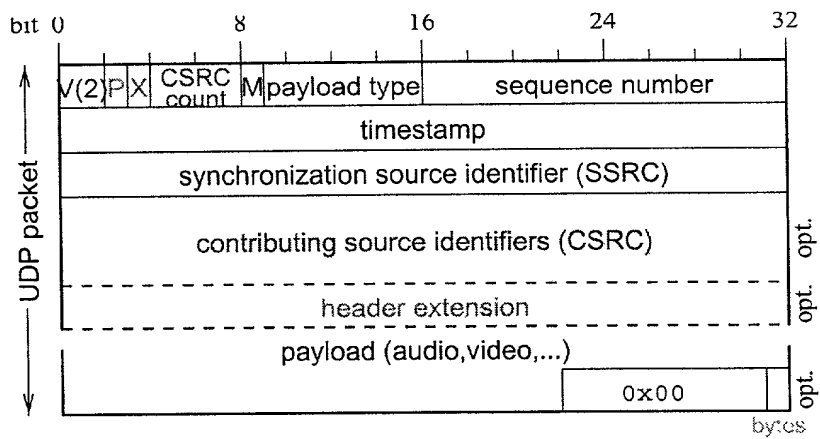 bit 0 8 16 24 32
V(2) P X CSRC count M payload type sequence number
timestamp
synchronization source identifier (SSRC)
contributing source identifiers (CSRC) opt.
header extension opt.
payload (audio,video,...)
0x00 opt.
bytes
UDP packet